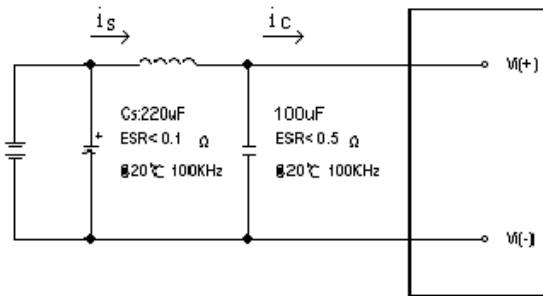 is
ic
Vi(+)
+
Cs:220uF
ESR<0.1 Ω
@20℃ 100KHz
100uF
ESR<0.5 Ω
@20℃ 100KHz
Vi(-)